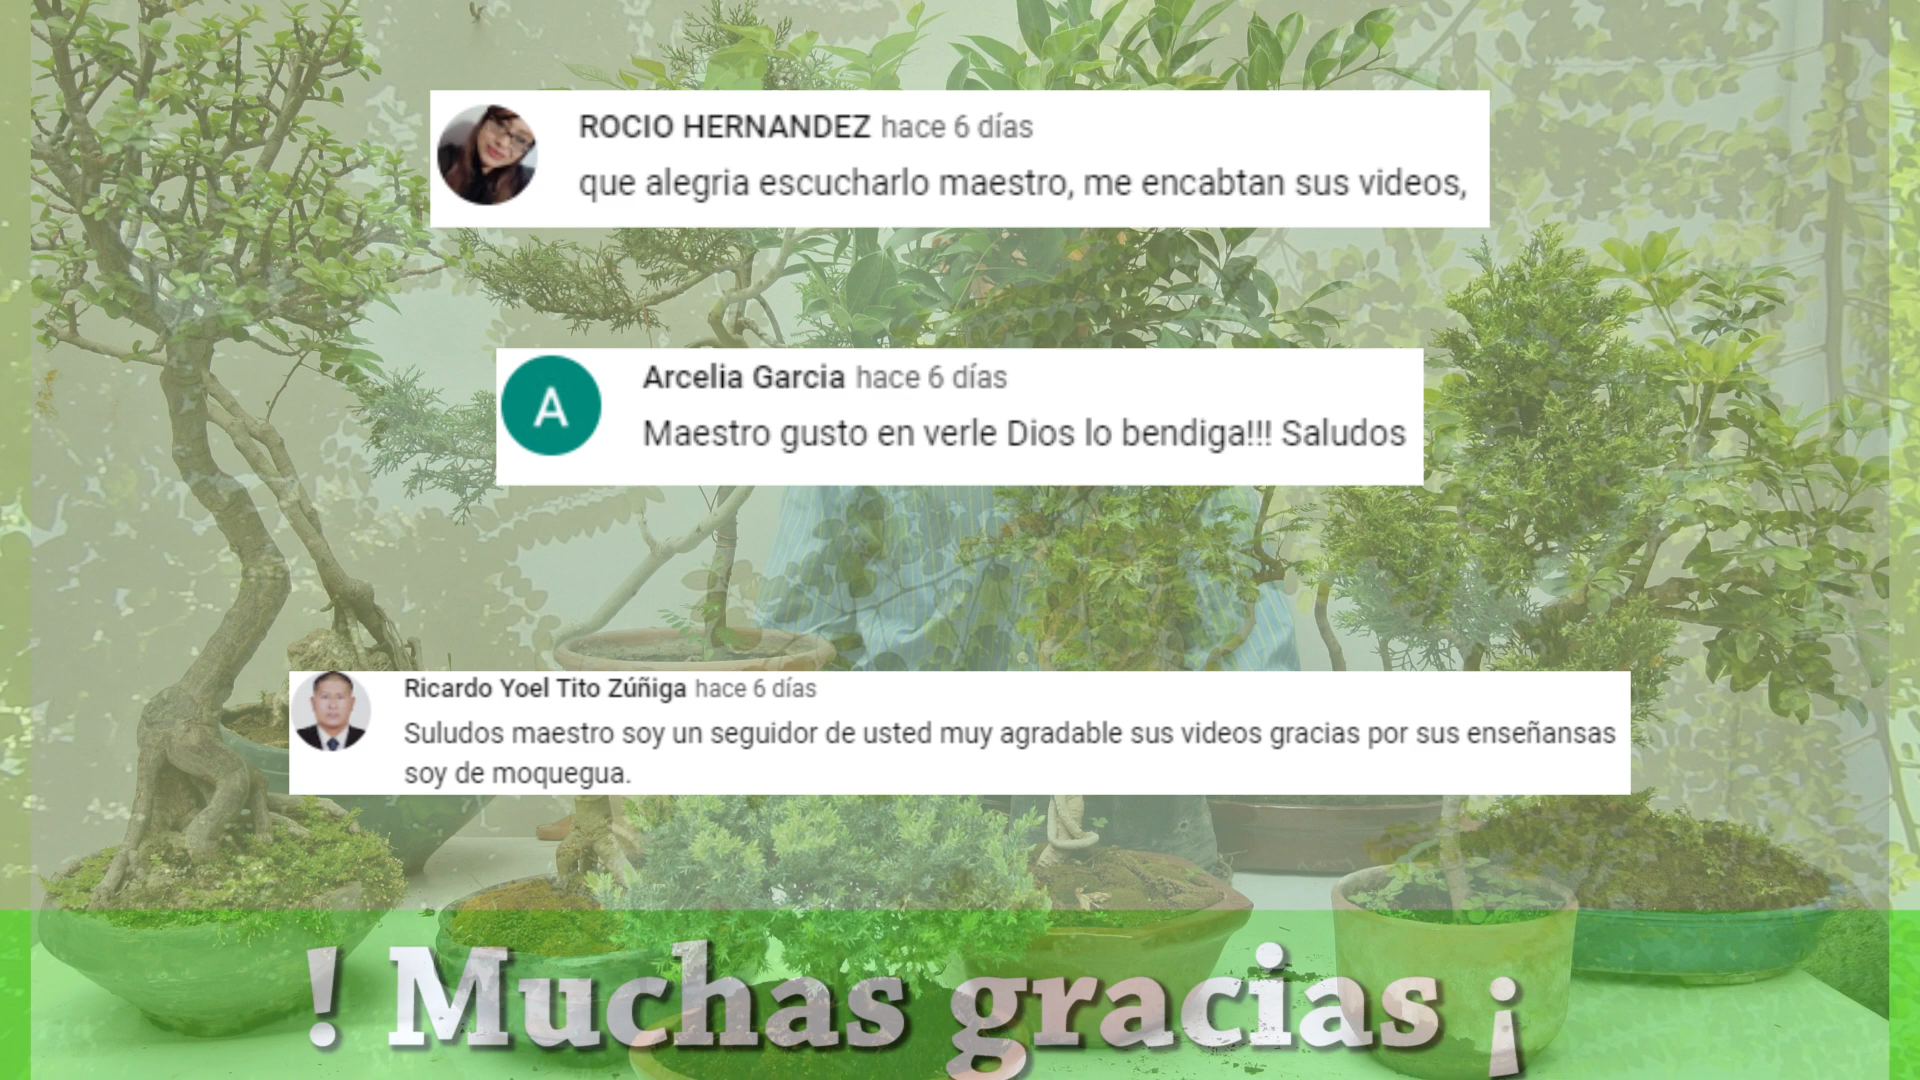 ROCIO HERNANDEZ hace 6 días
que alegria escucharlo maestro, me encabtan sus videos,
A
Arcelia Garcia hace 6 días
Maestro gusto en verle Dios lo bendiga!!! Saludos
Ricardo Yoel Tito Zúñiga hace 6 días
Suludos maestro soy un seguidor de usted muy agradable sus videos gracias por sus enseñansas
soy de moquegua.
! Muchas gracias ¡